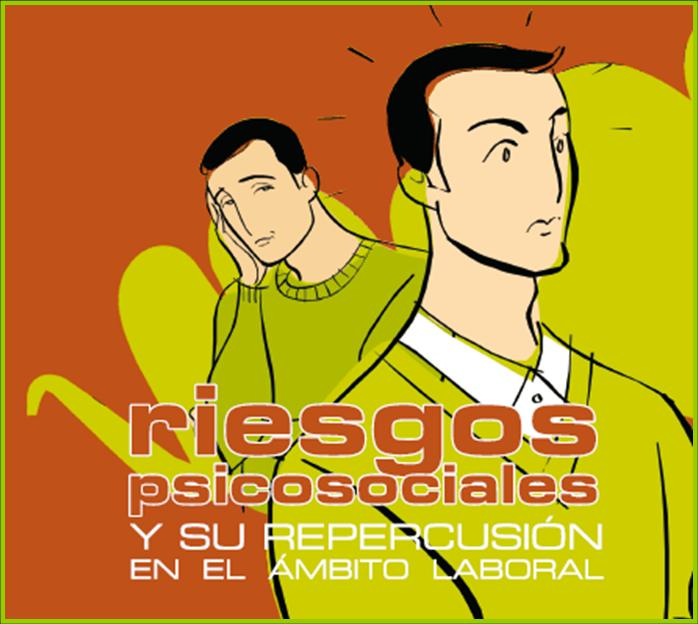 riesgos
psicosociales
Y SU REPERCUSIÓN
EN EL ÁMBITO LABORAL